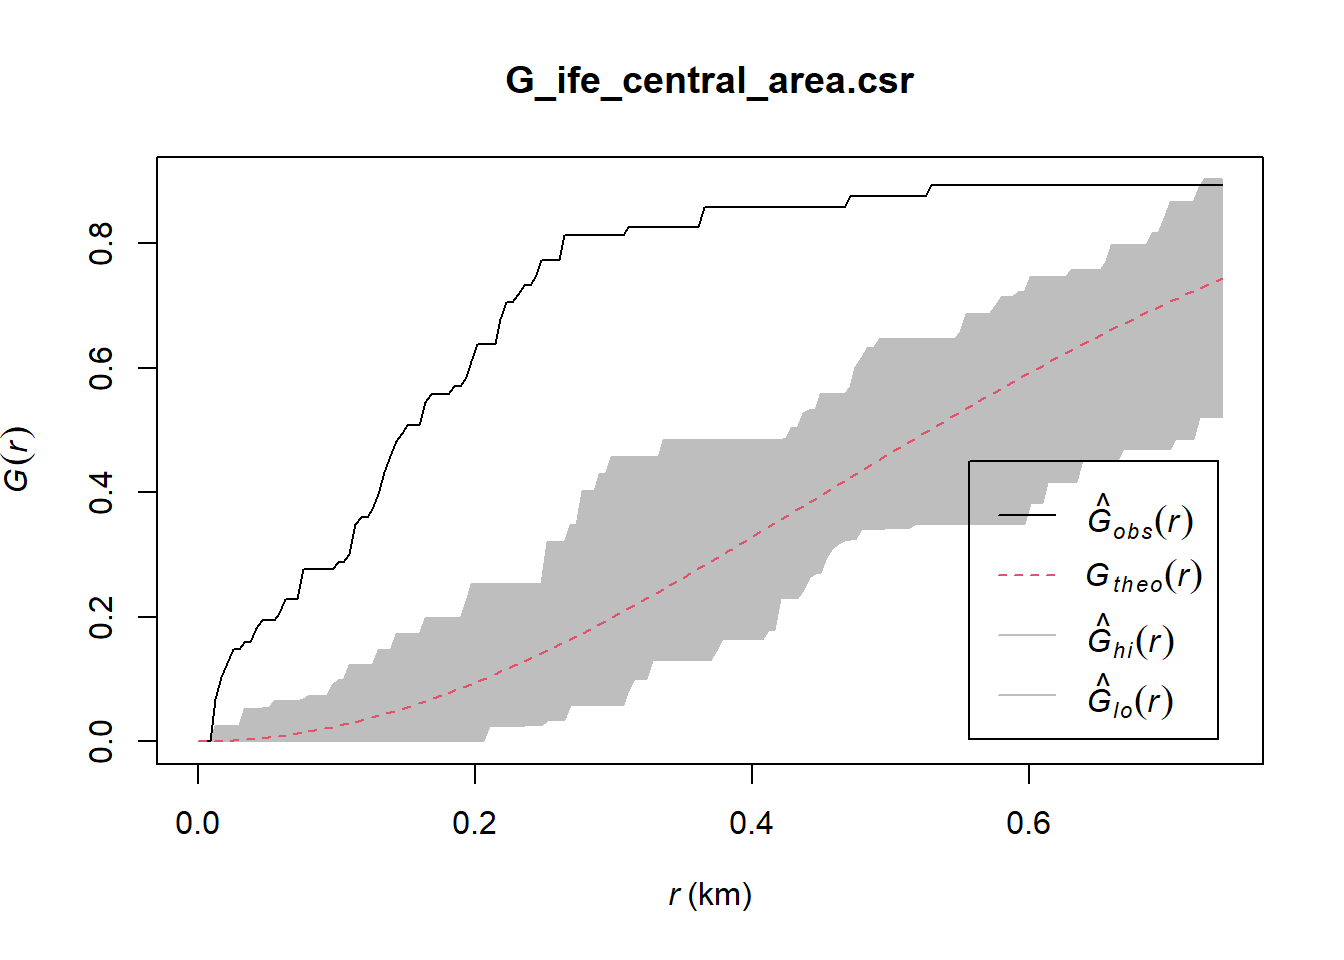 G_ife_central_area.csr
G(r)
0.0 0.2 0.4 0.6 0.8
Ĝobs(r)
Gtheo(r)
Ĝhi(r)
Ĝlo(r)
0.0 0.2 0.4 0.6
r (km)